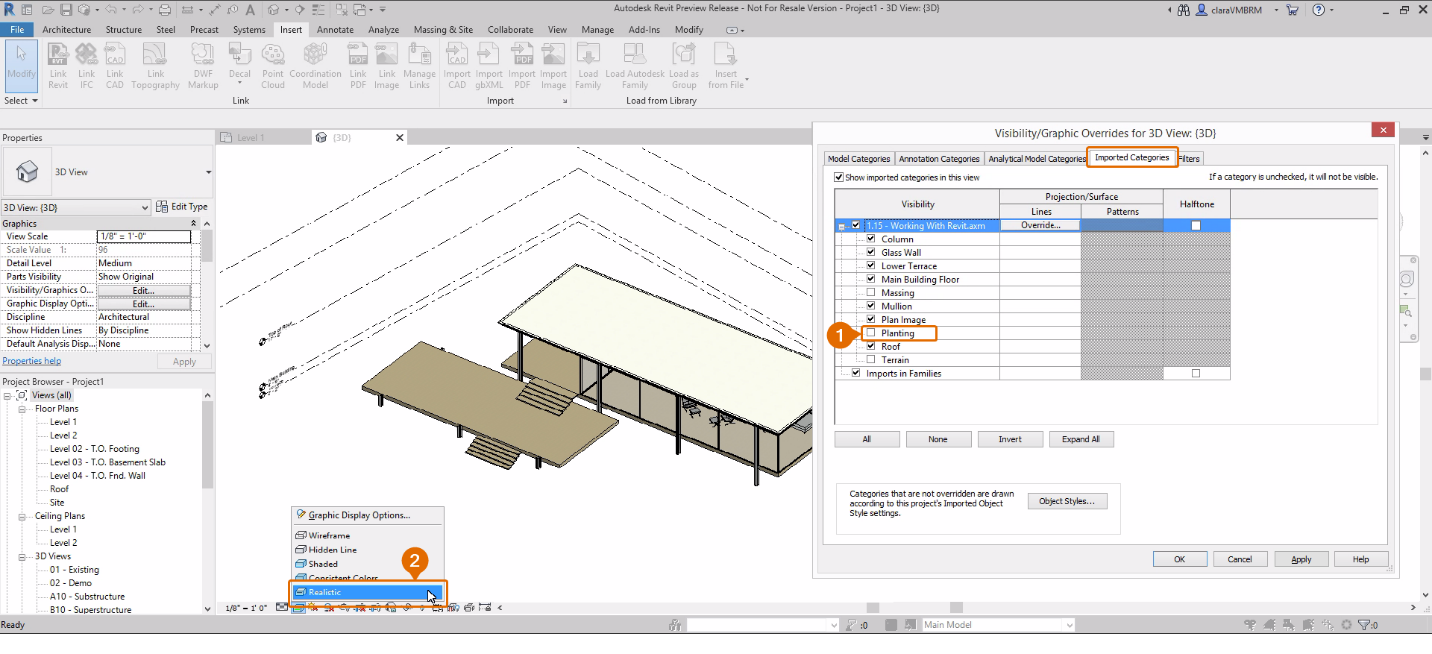 Autodesk Revit Preview Release - Not For Resale Version - Project1 - 3D View: {3D}
claraVMBRM
File Architecture Structure Steel Precast Systems Insert Annotate Analyze Massing & Site Collaborate View Manage Add-Ins Modify
Modify
Link Revit
Link IFC
Link CAD
Link Topography
DWF Markup
Decal
Point Cloud
Coordination Model
Link PDF
Link Image
Manage Links
Import CAD
Import gbXML
Import PDF
Import Image
Load Family
Load Autodesk Family
Load as Group
Insert from File
Select
Link
Import
Load from Library
Properties
Level 1
{3D}
3D View
3D View: {3D}
Edit Type
Graphics
View Scale 1/8" = 1'-0"
Scale Value 1: 96
Detail Level Medium
Parts Visibility Show Original
Visibility/Graphics O... Edit...
Graphic Display Opti... Edit...
Discipline Architectural
Show Hidden Lines By Discipline
Default Analysis Disp... None
Properties help
Apply
Project Browser - Project1
Views (all)
Floor Plans
Level 1
Level 2
Level 02 - T.O. Footing
Level 03 - T.O. Basement Slab
Level 04 - T.O. Fnd. Wall
Roof
Site
Ceiling Plans
Level 1
Level 2
3D Views
01 - Existing
02 - Demo
A10 - Substructure
B10 - Superstructure
Graphic Display Options...
Wireframe
Hidden Line
Shaded
Consistent Colors
Realistic
2
1/8" = 1' 0"
Visibility/Graphic Overrides for 3D View: {3D}
Model Categories Annotation Categories Analytical Model Categories Imported Categories Filters
Show imported categories in this view
If a category is unchecked, it will not be visible.
Visibility
Projection/Surface
Lines
Patterns
Halftone
1.15 - Working With Revit.axm Override...
Column
Glass Wall
Lower Terrace
Main Building Floor
Massing
Mullion
Plan Image
1
Planting
Roof
Terrain
Imports in Families
All None Invert Expand All
Categories that are not overridden are drawn
according to this project's Imported Object
Style settings.
Object Styles...
OK Cancel Apply Help
Ready
:0
Main Model
:0